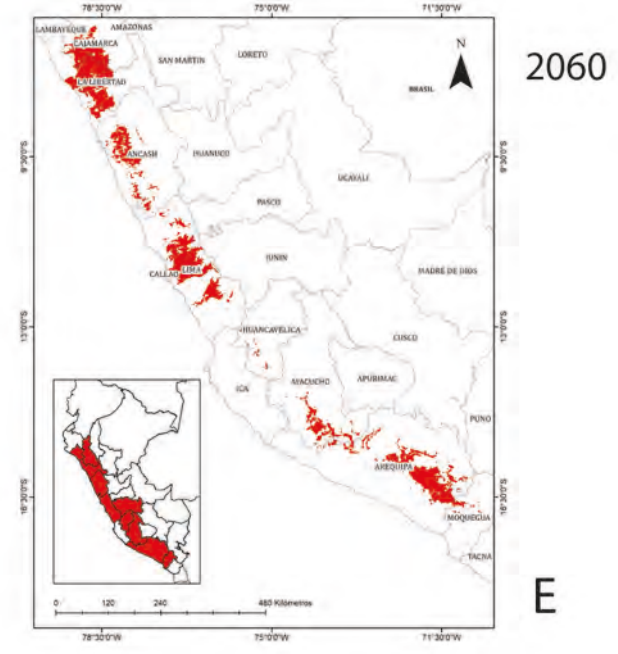 78°30'0"W 75°0'0"W 71°30'0"W
LAMBAYEQUE AMAZONAS
CAJAMARCA
SAN MARTIN
LORETO
N
2060
LA LIBERTAD
BRASIL
9°30'0"S 9°30'0"S
ANCASH
HUANUCO
UCAYALI
PASCO
JUNIN
CALLAO LIMA
MADRE DE DIOS
13°0'0"S 13°0'0"S
HUANCAVELICA
CUSCO
ICA
AYACUCHO
APURIMAC
PUNO
AREQUIPA
16°30'0"S 16°30'0"S
MOQUEGUA
TACNA
0 120 240 480 Kilómetros
E
78°30'0"W 75°0'0"W 71°30'0"W